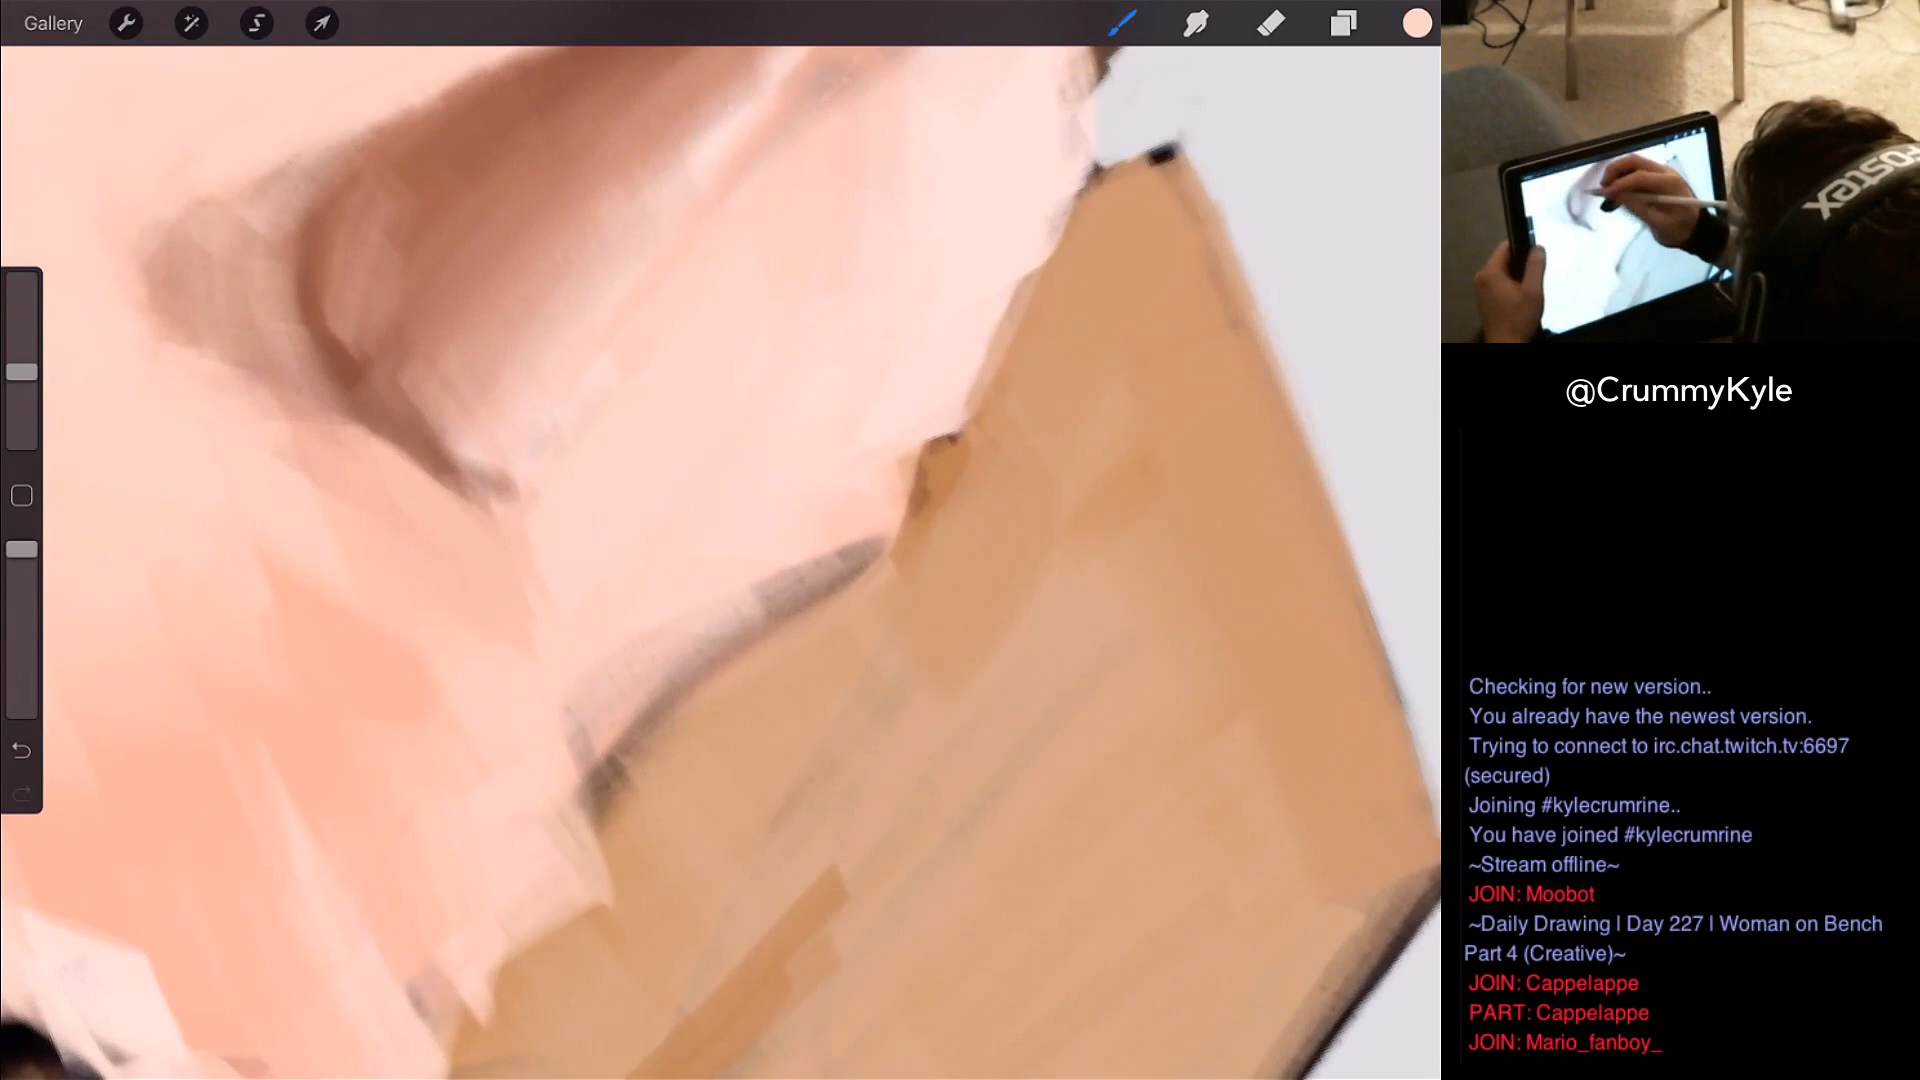 Gallery
FOSTEX
@CrummyKyle
Checking for new version..
You already have the newest version.
Trying to connect to irc.chat.twitch.tv:6697
(secured)
Joining #kylecrumrine..
You have joined #kylecrumrine
~Stream offline~
JOIN: Moobot
~Daily Drawing | Day 227 | Woman on Bench
Part 4 (Creative)~
JOIN: Cappelappe
PART: Cappelappe
JOIN: Mario_fanboy_